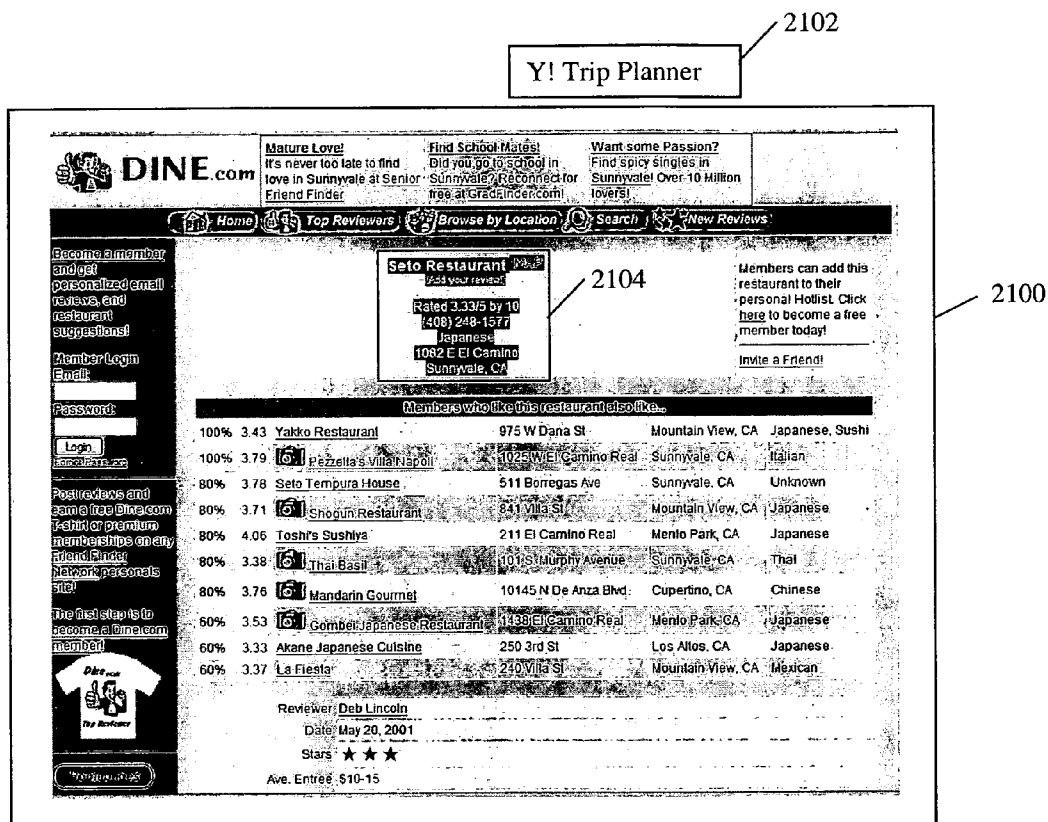 2102
Y! Trip Planner
DINE.com
Mature Love!
It's never too late to find
love in Sunnyvale at Senior
Friend Finder
Find School Mates!
Did you go to school in
Sunnyvale? Reconnect for
free at GradFinder.com!
Want some Passion?
Find spicy singles in
Sunnyvale! Over 10 Million
lovers!
Home Top Reviewers Browse by Location Search New Reviews
Become a member
and get
personalized email
reviews, and
restaurant
suggestions!
Member Login
Email:
Password:
Login
Post reviews and
earn a free Dine.com
T-shirt or premium
memberships on any
Friend Finder
Network personals
site!
The first step is to
become a Dine.com
member!
Dine.com
Top Reviewer
Seto Restaurant MAP
Add your review!
Rated 3.33/5 by 10
(408) 248-1577
Japanese
1082 E El Camino
Sunnyvale, CA
2104
Members can add this
restaurant to their
personal Hotlist. Click
here to become a free
member today!
Invite a Friend!
2100
Members who like this restaurant also like...
100% 3.43 Yakko Restaurant 975 W Dana St Mountain View, CA Japanese, Sushi
100% 3.79 Pezzella's Villa Napoli 1025 W El Camino Real Sunnyvale, CA Italian
80% 3.78 Seto Tempura House 511 Borregas Ave Sunnyvale, CA Unknown
80% 3.71 Shogun Restaurant 841 Villa St Mountain View, CA Japanese
80% 4.06 Toshi's Sushiya 211 El Camino Real Menlo Park, CA Japanese
80% 3.38 Thai Basil 101 S Murphy Avenue Sunnyvale, CA Thai
80% 3.76 Mandarin Gourmet 10145 N De Anza Blvd Cupertino, CA Chinese
60% 3.53 Gombei Japanese Restaurant 1438 El Camino Real Menlo Park, CA Japanese
60% 3.33 Akane Japanese Cuisine 250 3rd St Los Altos, CA Japanese
60% 3.37 La Fiesta 240 Villa St Mountain View, CA Mexican
Reviewer Deb Lincoln
Date May 20, 2001
Stars
Ave. Entree $10-15